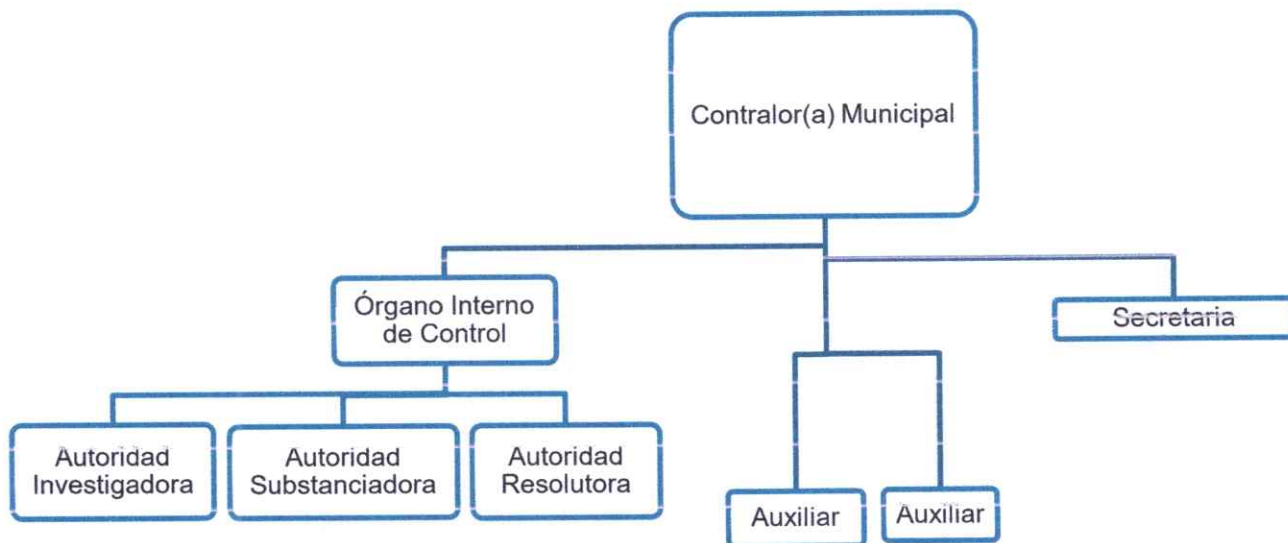 Contralor(a) Municipal
Órgano Interno
de Control
Secretaria
Autoridad
Investigadora
Autoridad
Substanciadora
Autoridad
Resolutora
Auxiliar
Auxiliar